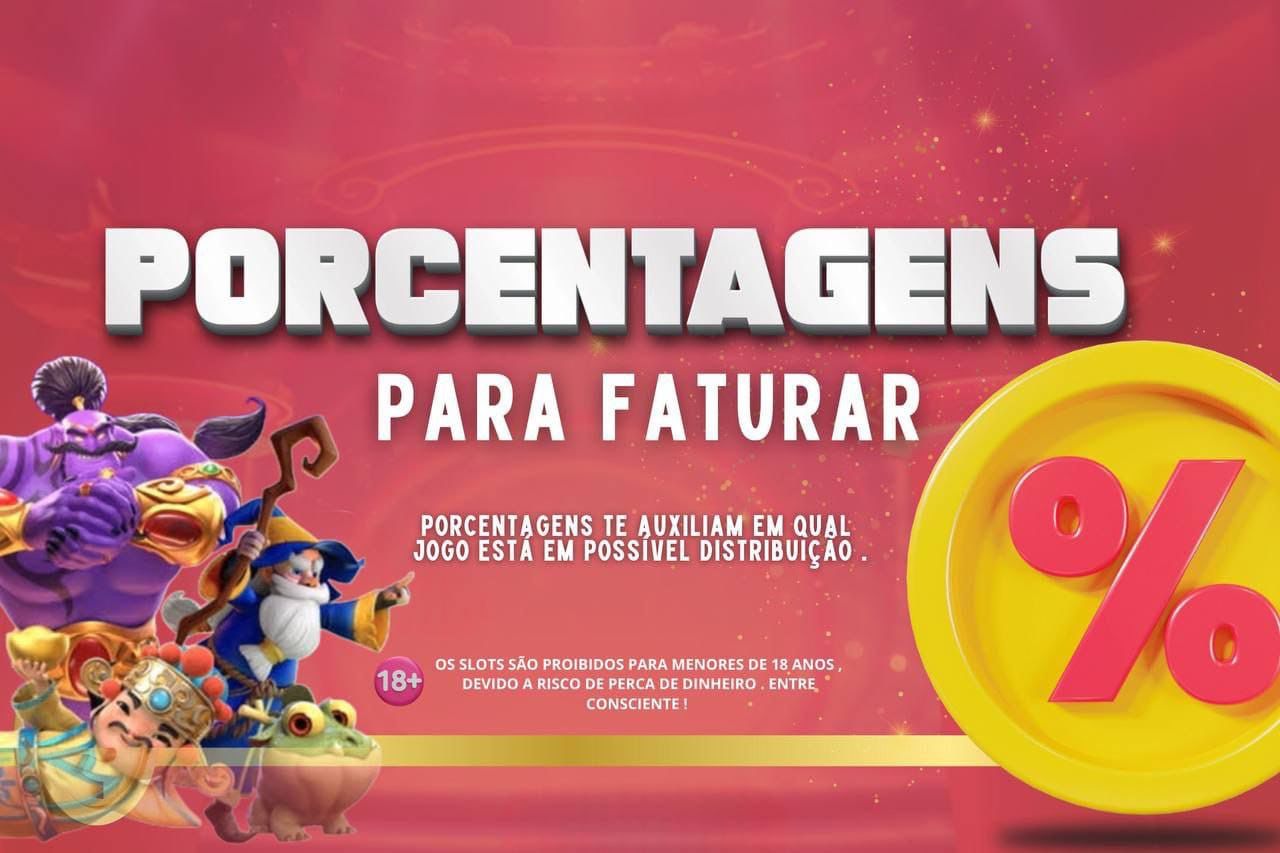 PORCENTAGENS
PARA FATURAR
PORCENTAGENS TE AUXILIAM EM QUAL
JOGO ESTÁ EM POSSÍVEL DISTRIBUIÇÃO .
18+
OS SLOTS SÃO PROIBIDOS PARA MENORES DE 18 ANOS ,
DEVIDO A RISCO DE PERCA DE DINHEIRO . ENTRE
CONSCIENTE !
%